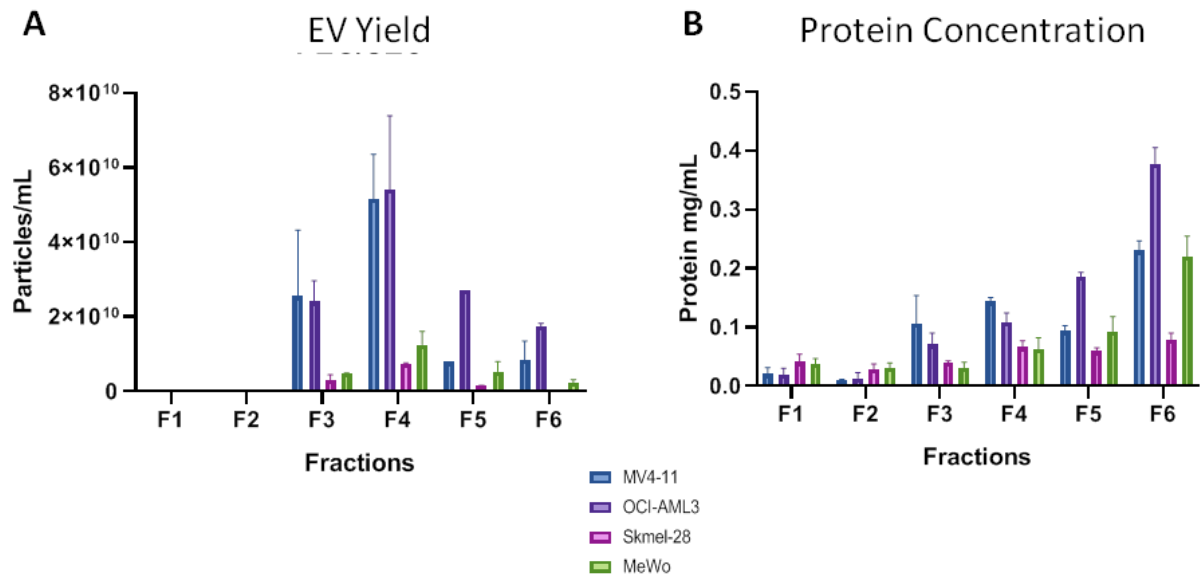 A
EV Yield
8×10¹⁰
6×10¹⁰
4×10¹⁰
2×10¹⁰
0
Particles/mL
F1 F2 F3 F4 F5 F6
Fractions
B
Protein Concentration
0.5
0.4
0.3
0.2
0.1
0.0
Protein mg/mL
F1 F2 F3 F4 F5 F6
Fractions
MV4-11
OCI-AML3
Skmel-28
MeWo